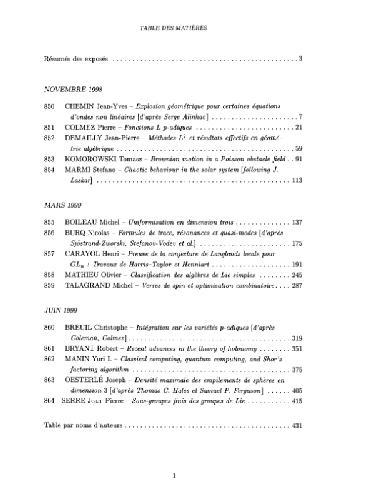 TABLE DES MATIÈRES
Résumés des exposés . . . . . . . . . . 3
NOVEMBRE 1998
850 CHEMIN Jean-Yves – Explosion géométrique pour certaines équations
d'ondes non linéaires [d'après Serge Alinhac] . . . . . . . . . . 7
851 COLMEZ Pierre – Fonctions L p-adiques . . . . . . . . . . 21
852 DEMAILLY Jean-Pierre – Méthodes L² et résultats effectifs en géomé-
trie algébrique . . . . . . . . . . 59
853 KOMOROWSKI Tomasz – Brownian motion in a Poisson obstacle field . . 91
854 MARMI Stefano – Chaotic behaviour in the solar system [following J.
Laskar] . . . . . . . . . . 113
MARS 1999
855 BOILEAU Michel – Uniformisation en dimension trois . . . . . . . . . . 137
856 BURQ Nicolas – Formules de trace, résonances et quasi-modes [d'après
Sjöstrand-Zworski, Stefanov-Vodev et al.] . . . . . . . . . . 175
857 CARAYOL Henri – Preuve de la conjecture de Langlands locale pour
GLₙ : Travaux de Harris-Taylor et Henniart . . . . . . . . . . 191
858 MATHIEU Olivier – Classification des algèbres de Lie simples . . . . . . . . 245
859 TALAGRAND Michel – Verres de spin et optimisation combinatoire . . . . 287
JUIN 1999
860 BREUIL Christophe – Intégration sur les variétés p-adiques [d'après
Coleman, Colmez] . . . . . . . . . . 319
861 BRYANT Robert – Recent advances in the theory of holonomy . . . . . . . . 351
862 MANIN Yuri I. – Classical computing, quantum computing, and Shor's
factoring algorithm . . . . . . . . . . 375
863 OESTERLÉ Joseph – Densité maximale des empilements de sphères en
dimension 3 [d'après Thomas C. Hales et Samuel P. Ferguson] . . . . . . 405
864 SERRE Jean-Pierre – Sous-groupes finis des groupes de Lie . . . . . . . . . . 415
Table par noms d'auteurs . . . . . . . . . . 431
1